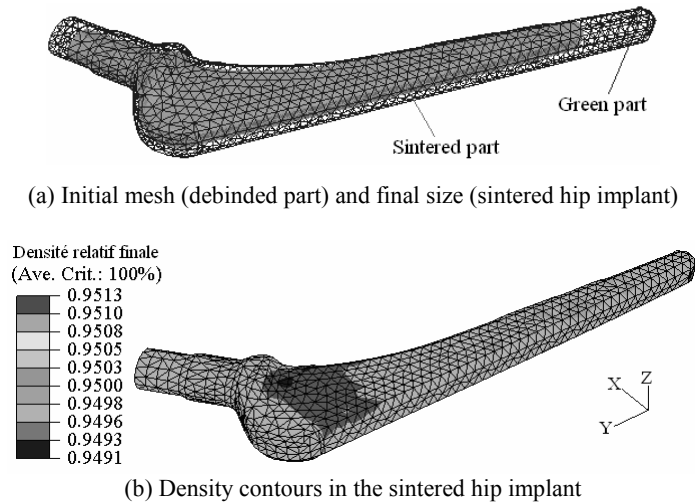 Green part
Sintered part
(a) Initial mesh (debinded part) and final size (sintered hip implant)
Densité relatif finale
(Ave. Crit.: 100%)
0.9513
0.9510
0.9508
0.9505
0.9503
0.9500
0.9498
0.9496
0.9493
0.9491
X
Z
Y
(b) Density contours in the sintered hip implant